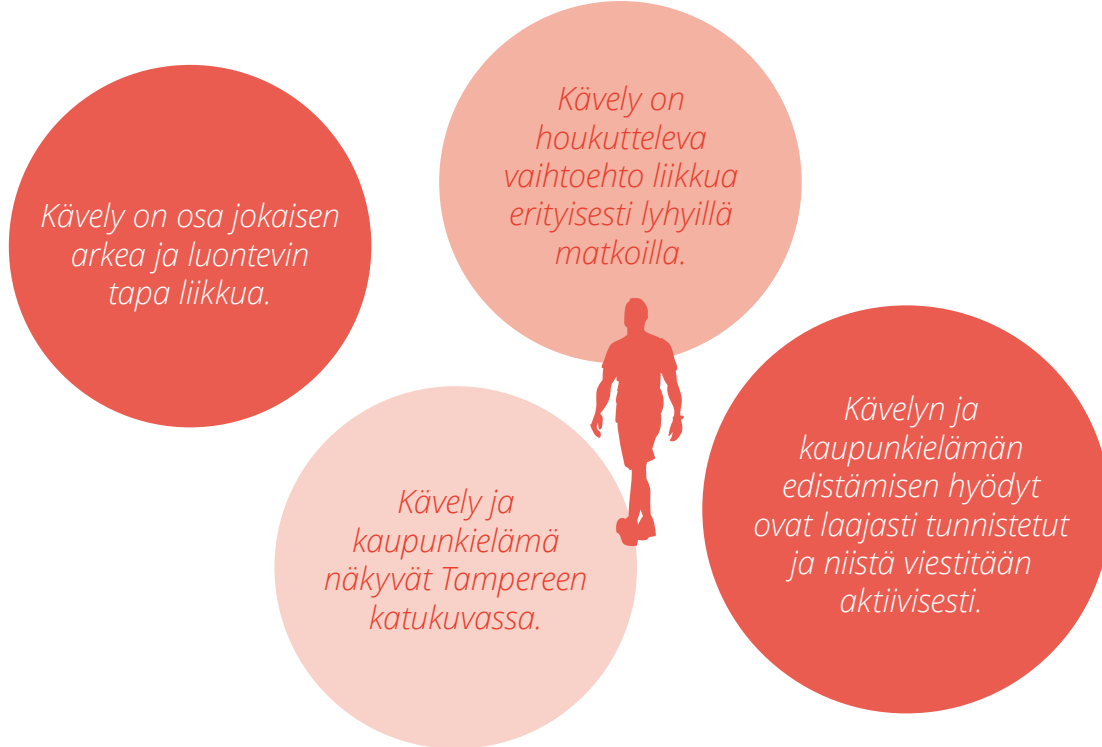 Kävely on osa jokaisen
arkea ja luontevin
tapa liikkua.
Kävely on
houkutteleva
vaihtoehto liikkua
erityisesti lyhyillä
matkoilla.
Kävely ja
kaupunkielämä
näkyvät Tampereen
katukuvassa.
Kävelyn ja
kaupunkielämän
edistämisen hyödyt
ovat laajasti tunnistetut
ja niistä viestitään
aktiivisesti.